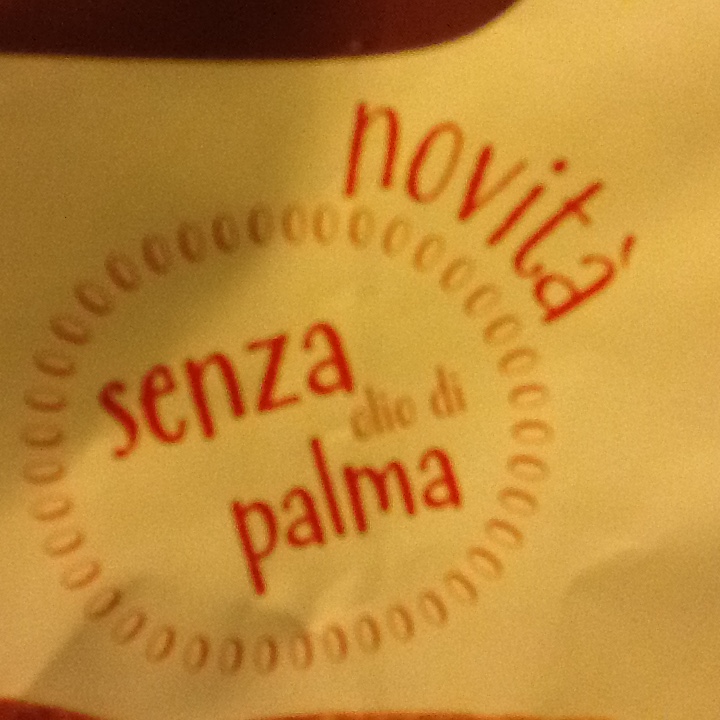 novità
senza
olio di
palma